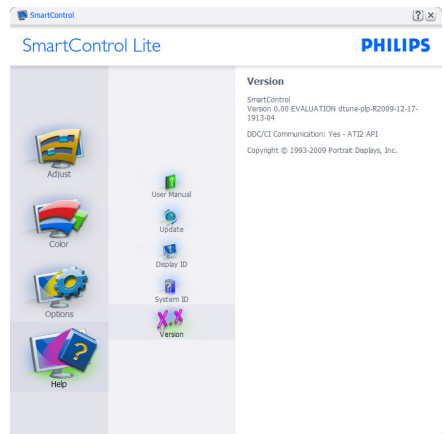 SmartControl
SmartControl Lite
PHILIPS
Adjust
Color
Options
Help
User Manual
Update
Display ID
System ID
X.X
Version
Version
SmartControl
Version 0.00 EVALUATION dtune-plp-R2009-12-17-
1913-04
DDC/CI Communication: Yes - ATI2 API
Copyright © 1993-2009 Portrait Displays, Inc.